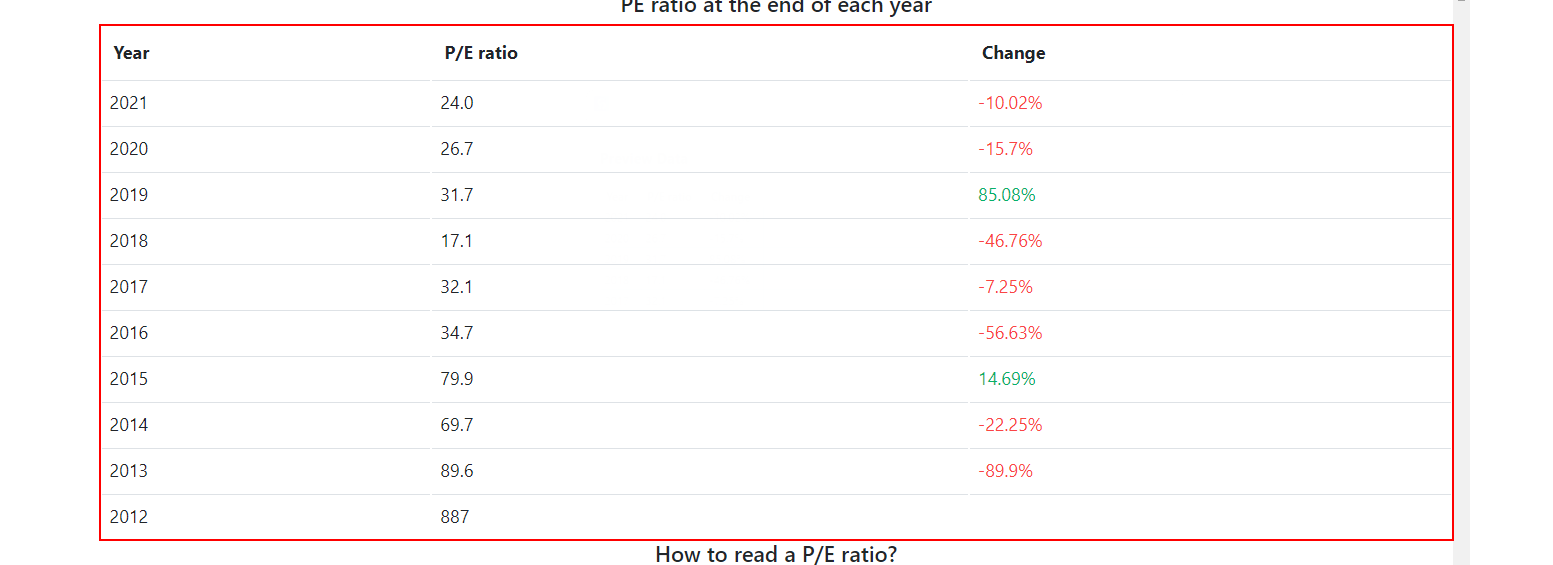 PE ratio at the end of each year
Year P/E ratio Change
2021 24.0 -10.02%
2020 26.7 -15.7%
2019 31.7 85.08%
2018 17.1 -46.76%
2017 32.1 -7.25%
2016 34.7 -56.63%
2015 79.9 14.69%
2014 69.7 -22.25%
2013 89.6 -89.9%
2012 887
How to read a P/E ratio?